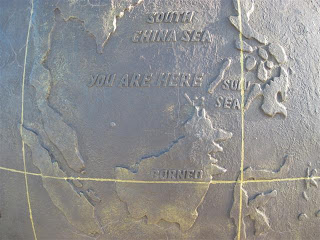 SOUTH
CHINA SEA
YOU ARE HERE
SULU
SEA
BORNEO